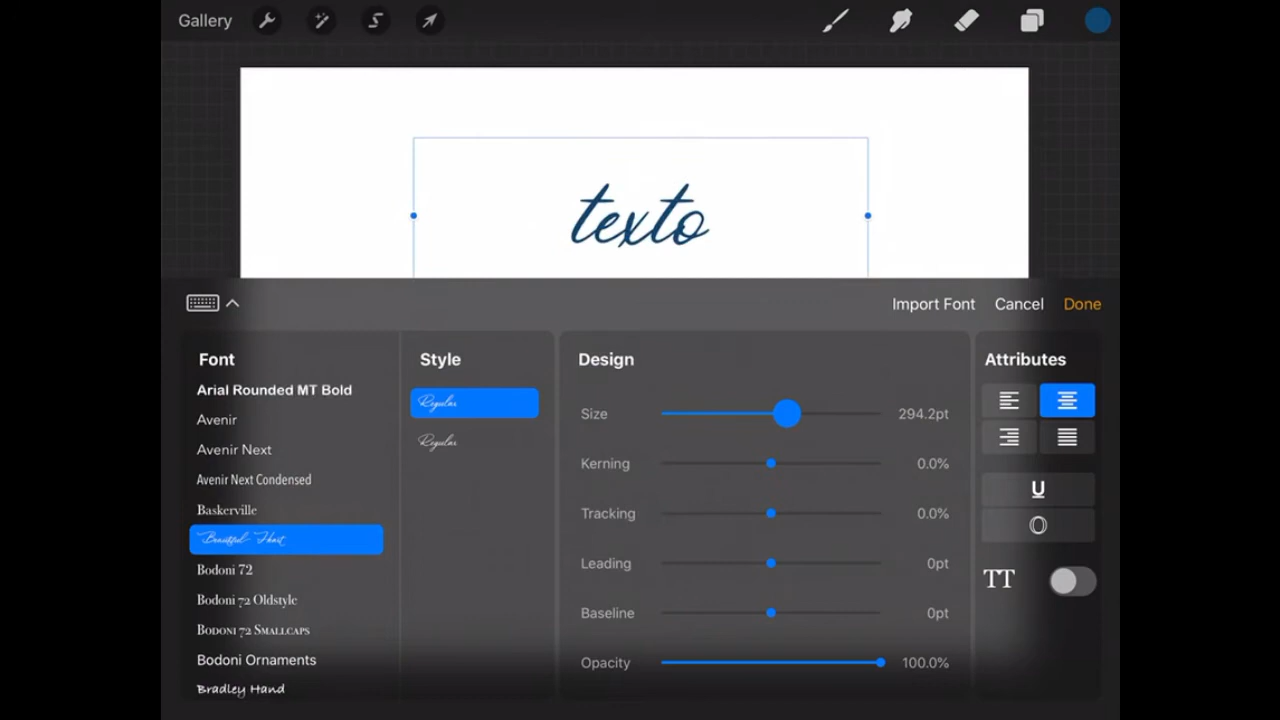 Gallery
texto
Import Font Cancel Done
Font Style Design Attributes
Arial Rounded MT Bold
Avenir
Avenir Next
Avenir Next Condensed
Baskerville
Beautiful Heart
Bodoni 72
Bodoni 72 Oldstyle
Bodoni 72 Smallcaps
Bodoni Ornaments
Bradley Hand
Regular
Regular
Size 294.2pt
Kerning 0.0%
Tracking 0.0%
Leading 0pt
Baseline 0pt
Opacity 100.0%
U
O
TT